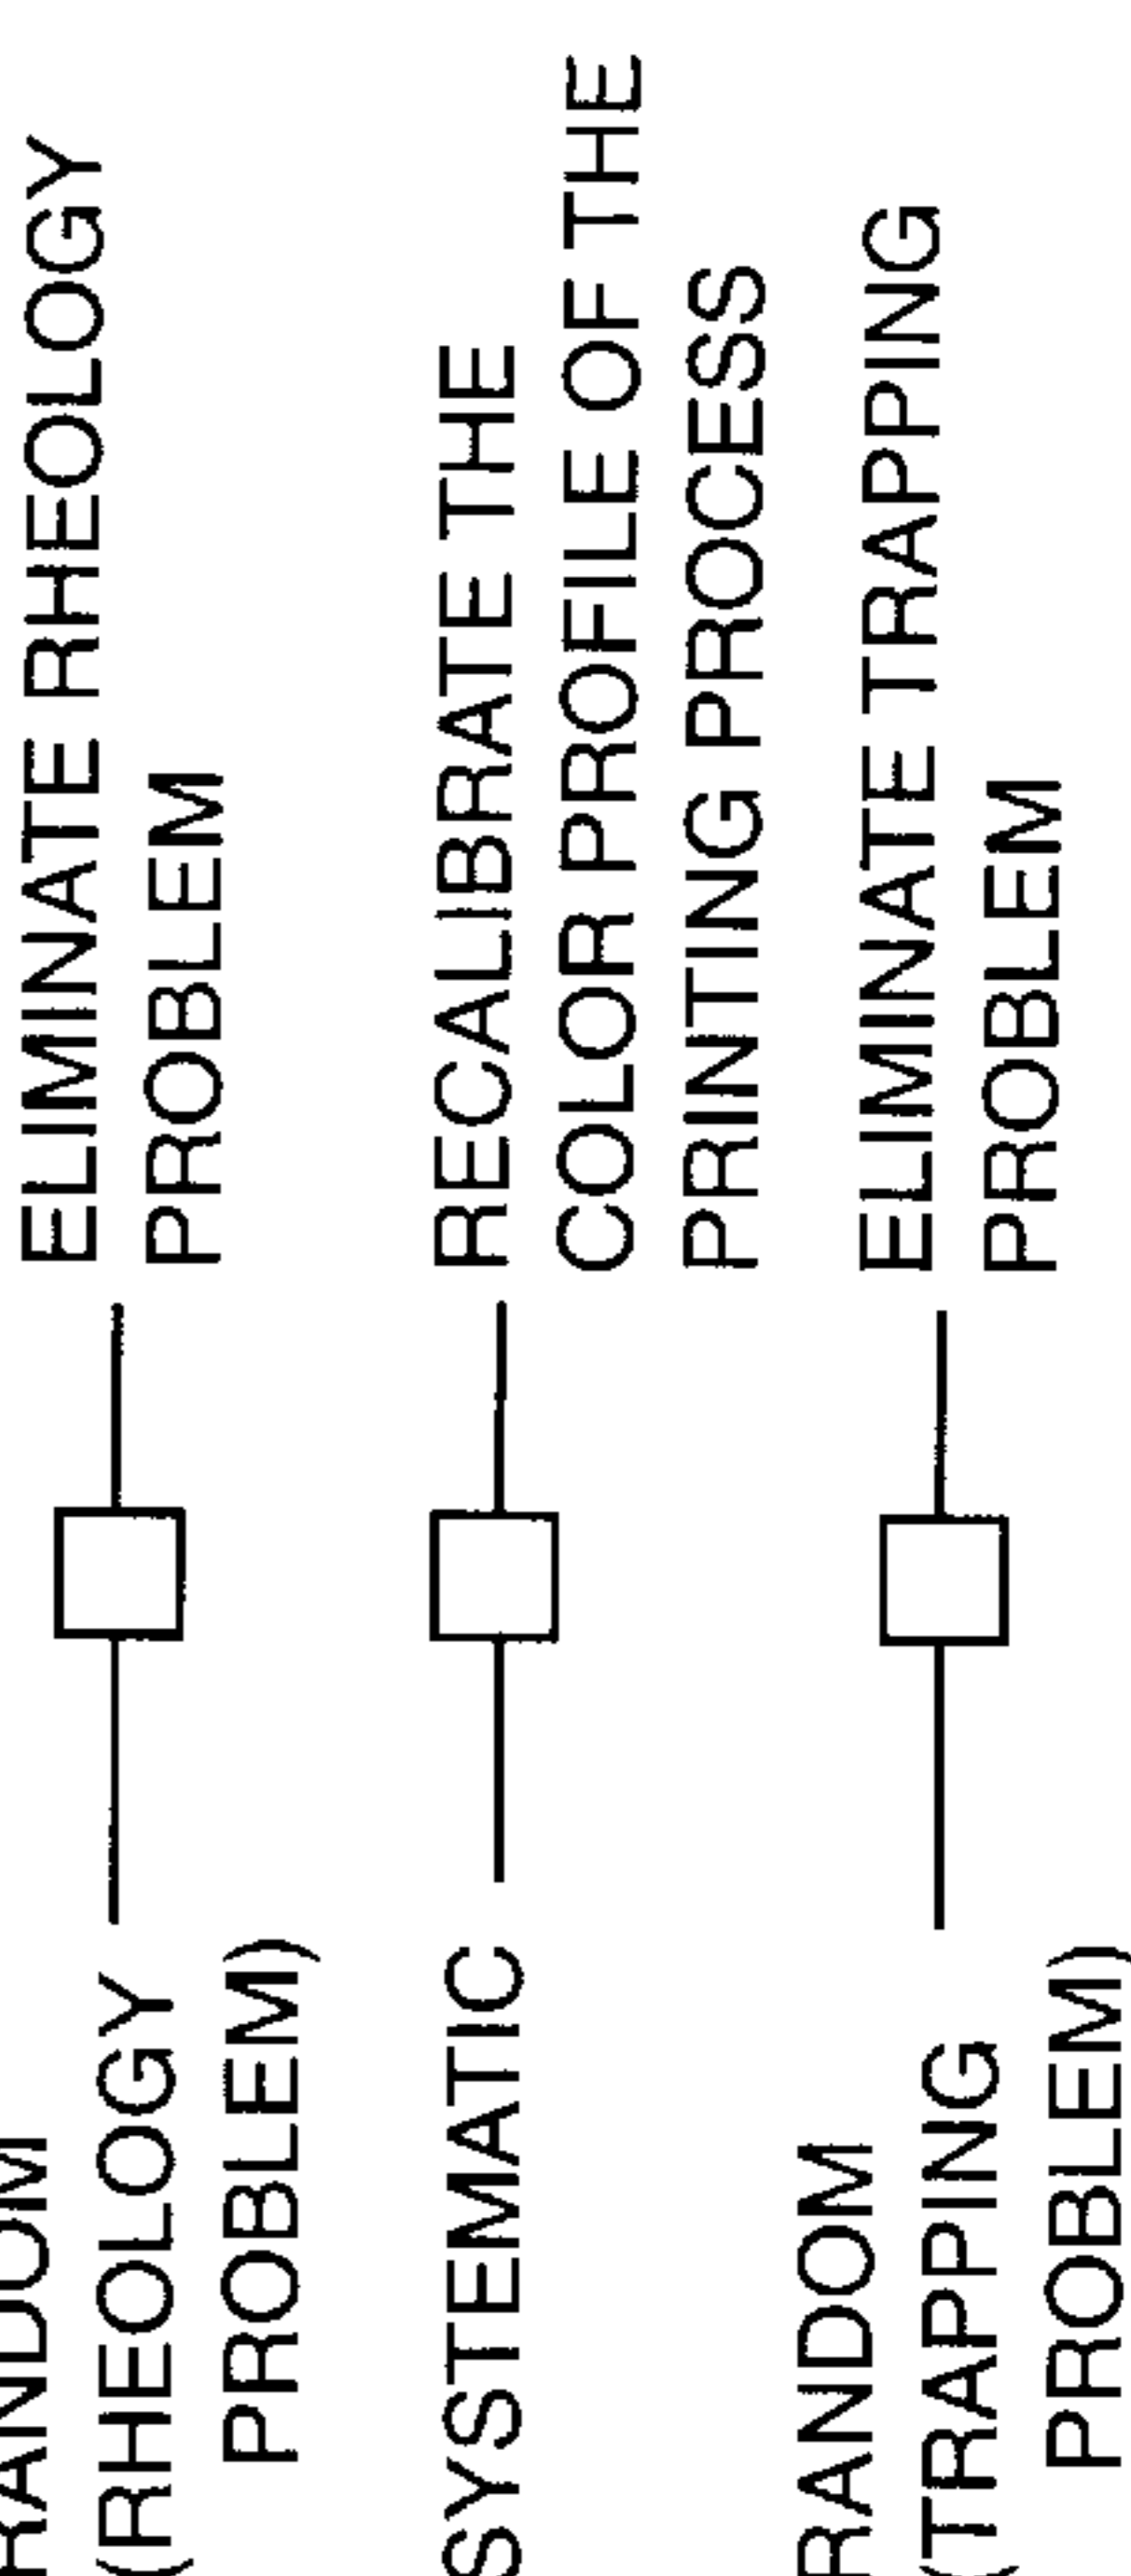 RANDOM
(RHEOLOGY
PROBLEM)
ELIMINATE RHEOLOGY
PROBLEM
SYSTEMATIC
RECALIBRATE THE
COLOR PROFILE OF THE
PRINTING PROCESS
RANDOM
(TRAPPING
PROBLEM)
ELIMINATE TRAPPING
PROBLEM